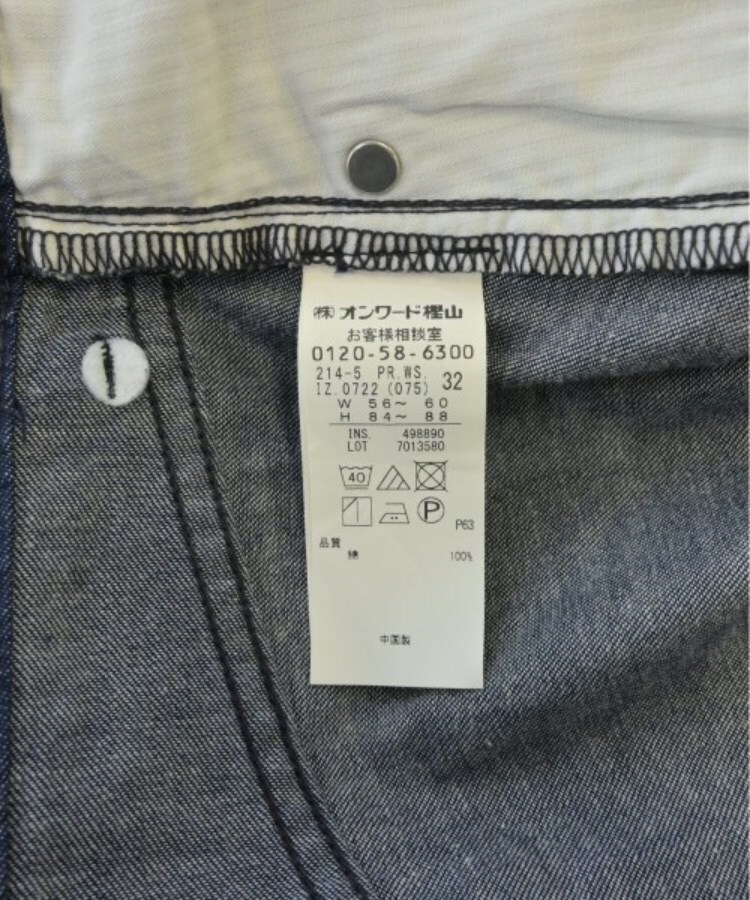 (株)オンワード樫山
お客様相談室
0120-58-6300
214-5 PR.WS. 32
IZ.0722 (075)
W 56～ 60
H 84～ 88
INS. 498890
LOT 7013580
40
P
P63
品質
綿 100%
中国製